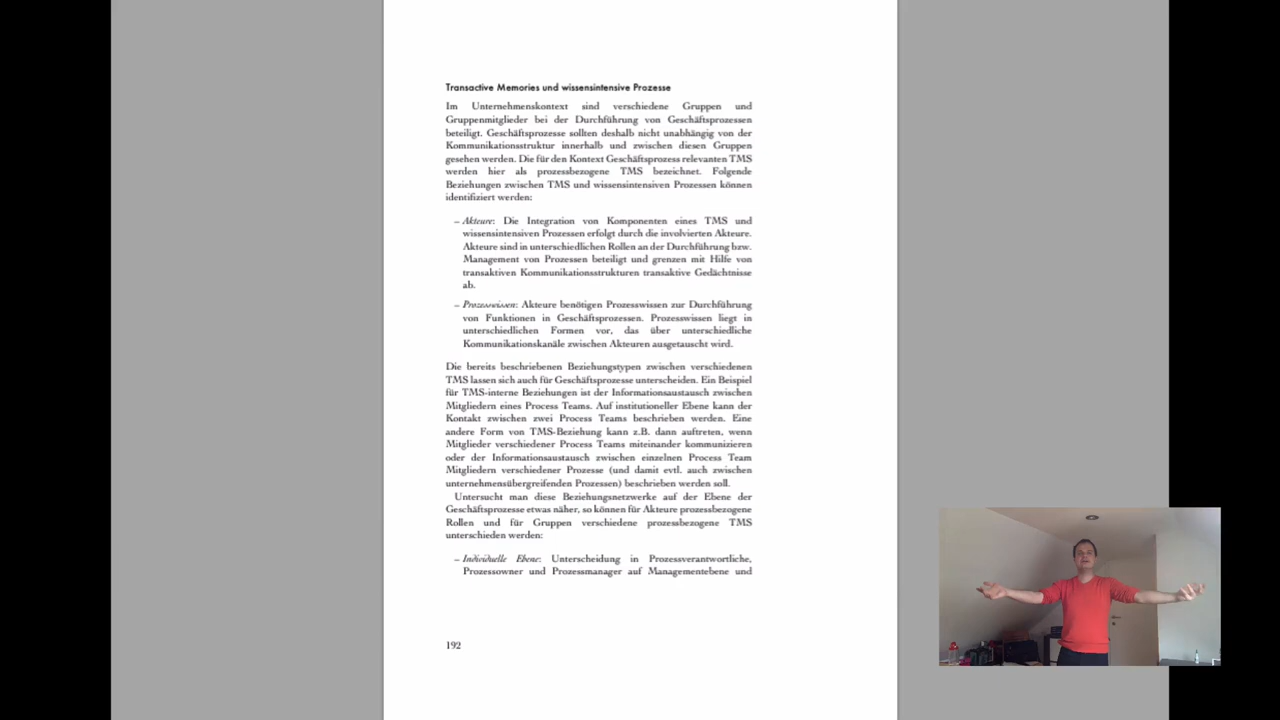 Transactive Memories und wissensintensive Prozesse
Im Unternehmenskontext sind verschiedene Gruppen und
Gruppenmitglieder bei der Durchführung von Geschäftsprozessen
beteiligt. Geschäftsprozesse sollten deshalb nicht unabhängig von der
Kommunikationsstruktur innerhalb und zwischen diesen Gruppen
gesehen werden. Die für den Kontext Geschäftsprozess relevanten TMS
werden hier als prozessbezogene TMS bezeichnet. Folgende
Beziehungen zwischen TMS und wissensintensiven Prozessen können
identifiziert werden:
– Akteure: Die Integration von Komponenten eines TMS und
wissensintensiven Prozessen erfolgt durch die involvierten Akteure.
Akteure sind in unterschiedlichen Rollen an der Durchführung bzw.
Management von Prozessen beteiligt und grenzen mit Hilfe von
transaktiven Kommunikationsstrukturen transaktive Gedächtnisse
ab.
– Prozesswissen: Akteure benötigen Prozesswissen zur Durchführung
von Funktionen in Geschäftsprozessen. Prozesswissen liegt in
unterschiedlichen Formen vor, das über unterschiedliche
Kommunikationskanäle zwischen Akteuren ausgetauscht wird.
Die bereits beschriebenen Beziehungstypen zwischen verschiedenen
TMS lassen sich auch für Geschäftsprozesse unterscheiden. Ein Beispiel
für TMS-interne Beziehungen ist der Informationsaustausch zwischen
Mitgliedern eines Process Teams. Auf institutioneller Ebene kann der
Kontakt zwischen zwei Process Teams beschrieben werden. Eine
andere Form von TMS-Beziehung kann z.B. dann auftreten, wenn
Mitglieder verschiedener Process Teams miteinander kommunizieren
oder der Informationsaustausch zwischen einzelnen Process Team
Mitgliedern verschiedener Prozesse (und damit evtl. auch zwischen
unternehmensübergreifenden Prozessen) beschrieben werden soll.
Untersucht man diese Beziehungsnetzwerke auf der Ebene der
Geschäftsprozesse etwas näher, so können für Akteure prozessbezogene
Rollen und für Gruppen verschiedene prozessbezogene TMS
unterschieden werden:
– Individuelle Ebene: Unterscheidung in Prozessverantwortliche,
Prozessowner und Prozessmanager auf Managementebene und
192